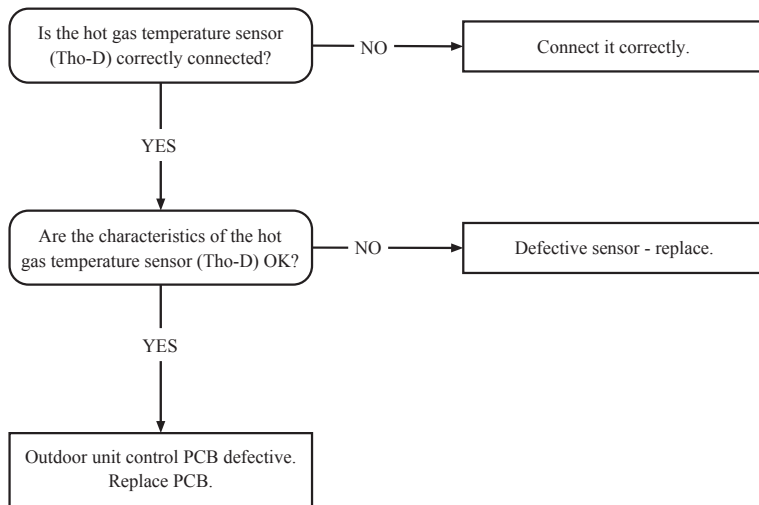 Is the hot gas temperature sensor
(Tho-D) correctly connected?
NO
Connect it correctly.
YES
Are the characteristics of the hot
gas temperature sensor (Tho-D) OK?
NO
Defective sensor - replace.
YES
Outdoor unit control PCB defective.
Replace PCB.